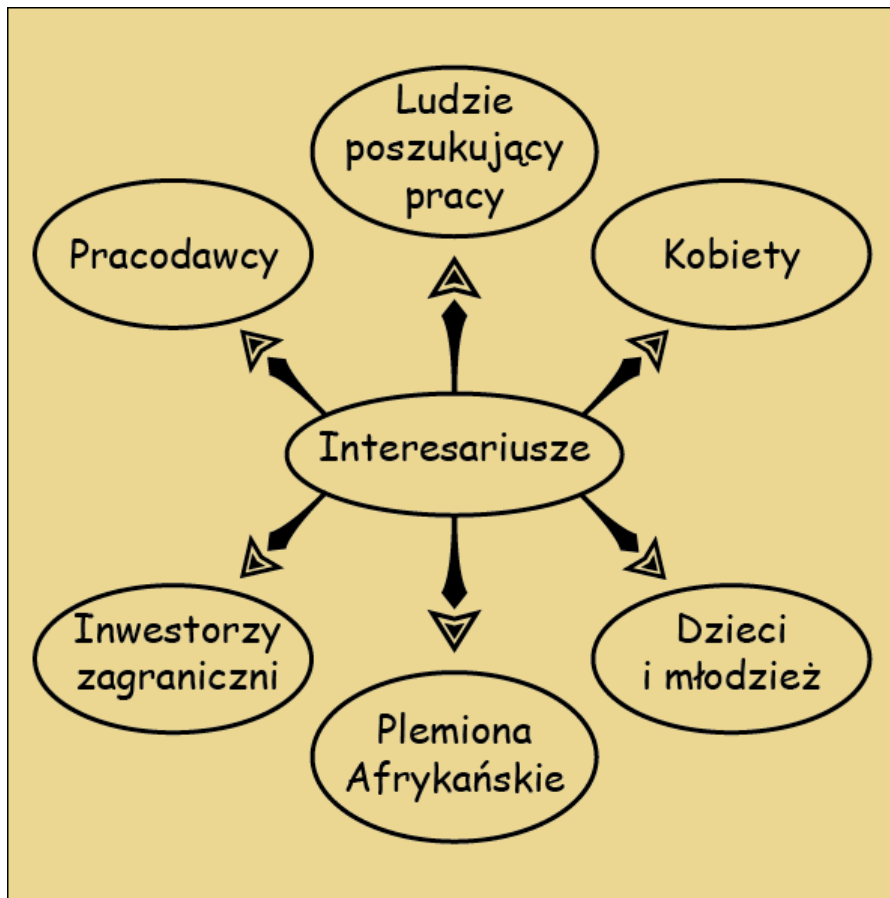 Ludzie
poszukujący
pracy
Pracodawcy
Kobiety
Interesariusze
Inwestorzy
zagraniczni
Dzieci
i młodzież
Plemiona
Afrykańskie